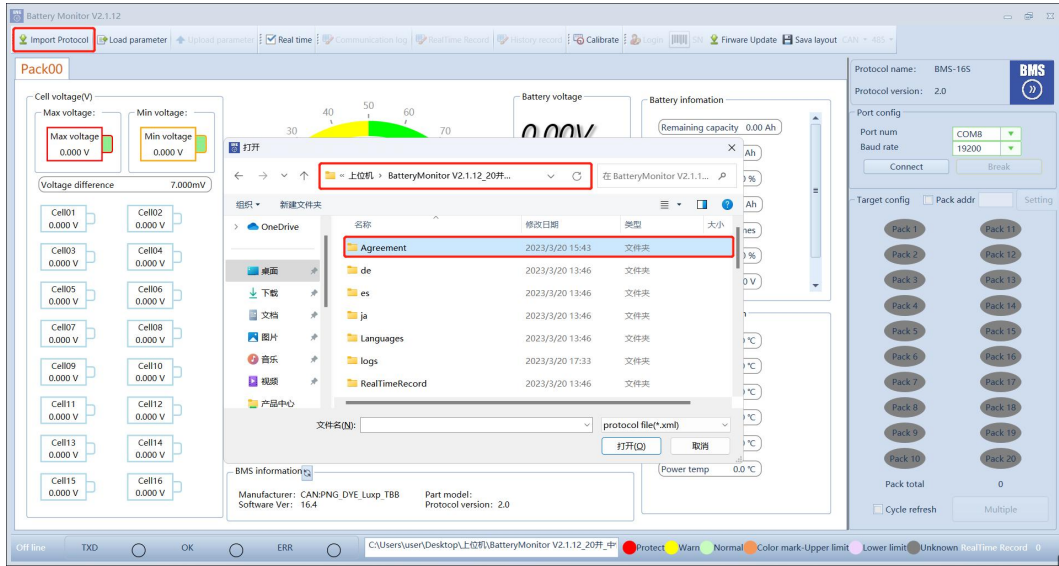 Battery Monitor V2.1.12
Import Protocol Load parameter Upload parameter Real time Communication log RealTime Record History record Calibrate Login SN Firware Update Sava layout CAN + 485
Pack00
Cell voltage(V)
Max voltage: Min voltage:
Max voltage Min voltage
0.000 V 0.000 V
Voltage difference 7.000mV
Cell01 Cell02
0.000 V 0.000 V
Cell03 Cell04
0.000 V 0.000 V
Cell05 Cell06
0.000 V 0.000 V
Cell07 Cell08
0.000 V 0.000 V
Cell09 Cell10
0.000 V 0.000 V
Cell11 Cell12
0.000 V 0.000 V
Cell13 Cell14
0.000 V 0.000 V
Cell15 Cell16
0.000 V 0.000 V
30 40 50 60 70
Battery voltage
0.00V
Battery infomation
Remaining capacity 0.00 Ah
Ah
%
Ah
%
0 V
打开
« 上位机 › BatteryMonitor V2.1.12_20并...
在 BatteryMonitor V2.1.1...
组织 新建文件夹
OneDrive
桌面
下载
文档
图片
音乐
视频
产品中心
名称 修改日期 类型 大小
Agreement 2023/3/20 15:43 文件夹
de 2023/3/20 13:46 文件夹
es 2023/3/20 13:46 文件夹
ja 2023/3/20 13:46 文件夹
Languages 2023/3/20 13:46 文件夹
logs 2023/3/20 17:33 文件夹
RealTimeRecord 2023/3/20 13:46 文件夹
文件名(N): protocol file(*.xml)
打开(O) 取消
℃
℃
℃
℃
℃
Power temp 0.0 ℃
BMS information
Manufacturer: CAN:PNG_DYE_Luxp_TBB Part model:
Software Ver: 16.4 Protocol version: 2.0
Protocol name: BMS-16S
Protocol version: 2.0
BMS
Port config
Port num COM8
Baud rate 19200
Connect Break
Target config Pack addr Setting
Pack 1 Pack 11
Pack 2 Pack 12
Pack 3 Pack 13
Pack 4 Pack 14
Pack 5 Pack 15
Pack 6 Pack 16
Pack 7 Pack 17
Pack 8 Pack 18
Pack 9 Pack 19
Pack 10 Pack 20
Pack total 0
Cycle refresh Multiple
Off line TXD OK ERR C:\Users\user\Desktop\上位机\BatteryMonitor V2.1.12_20并_中 Protect Warn Normal Color mark-Upper limit Lower limit Unknown RealTime Record 0